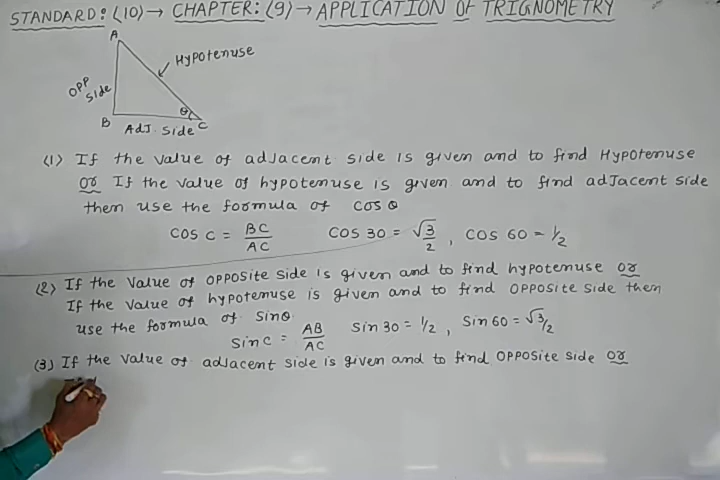 STANDARD: (10) → CHAPTER: (9) → APPLICATION Of TRIGNOMETRY
A
Hypotenuse
OPP side
θ
B
C
ADJ. Side
(1) If the value of adjacent side is given and to find Hypotenuse
OR If the value of hypotenuse is given and to find adjacent side
then use the formula of cos θ
cos c = BC/AC cos 30 = √3/2 , cos 60 = 1/2
(2) If the value of opposite side is given and to find hypotenuse OR
If the value of hypotenuse is given and to find opposite side then
use the formula of sinθ
sin c = AB/AC sin 30 = 1/2 , sin 60 = √3/2
(3) If the value of adjacent side is given and to find opposite side OR